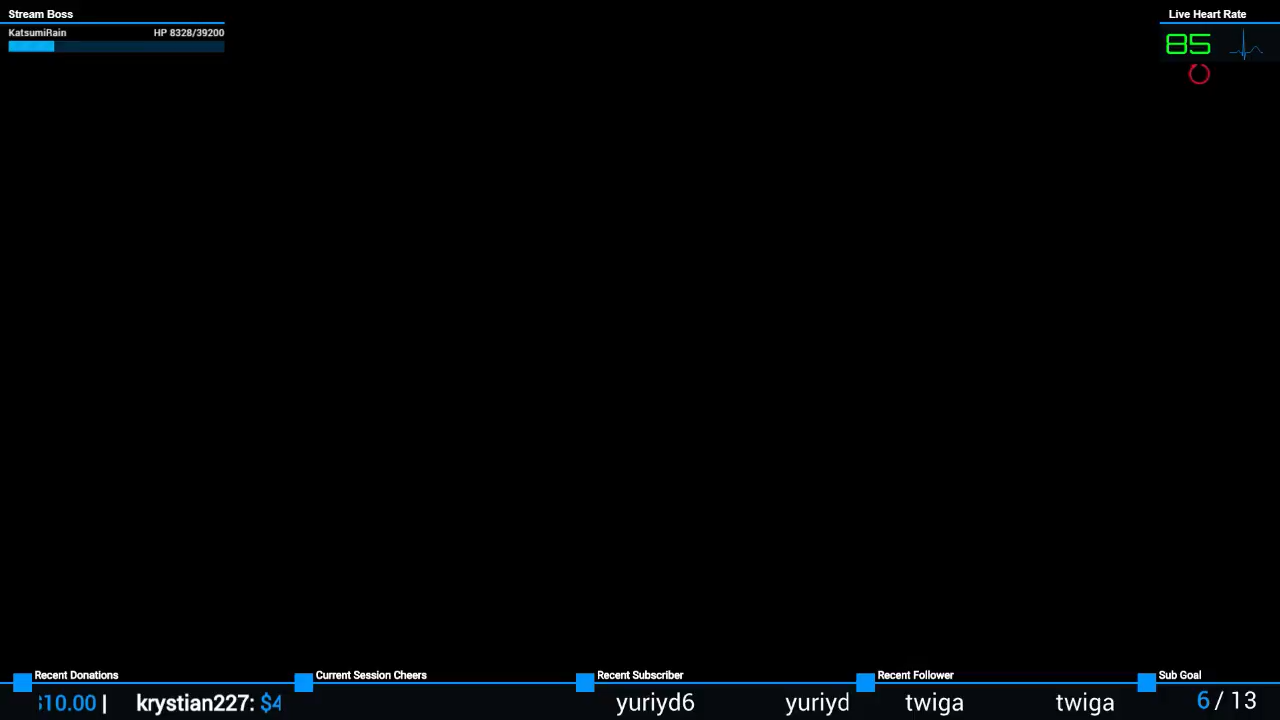 Stream Boss
KatsumiRain HP 8328/39200
Live Heart Rate
85
Recent Donations
$10.00 | krystian227: $4
Current Session Cheers
Recent Subscriber
yuriyd6 yuriyd
Recent Follower
twiga twiga
Sub Goal
6 / 13